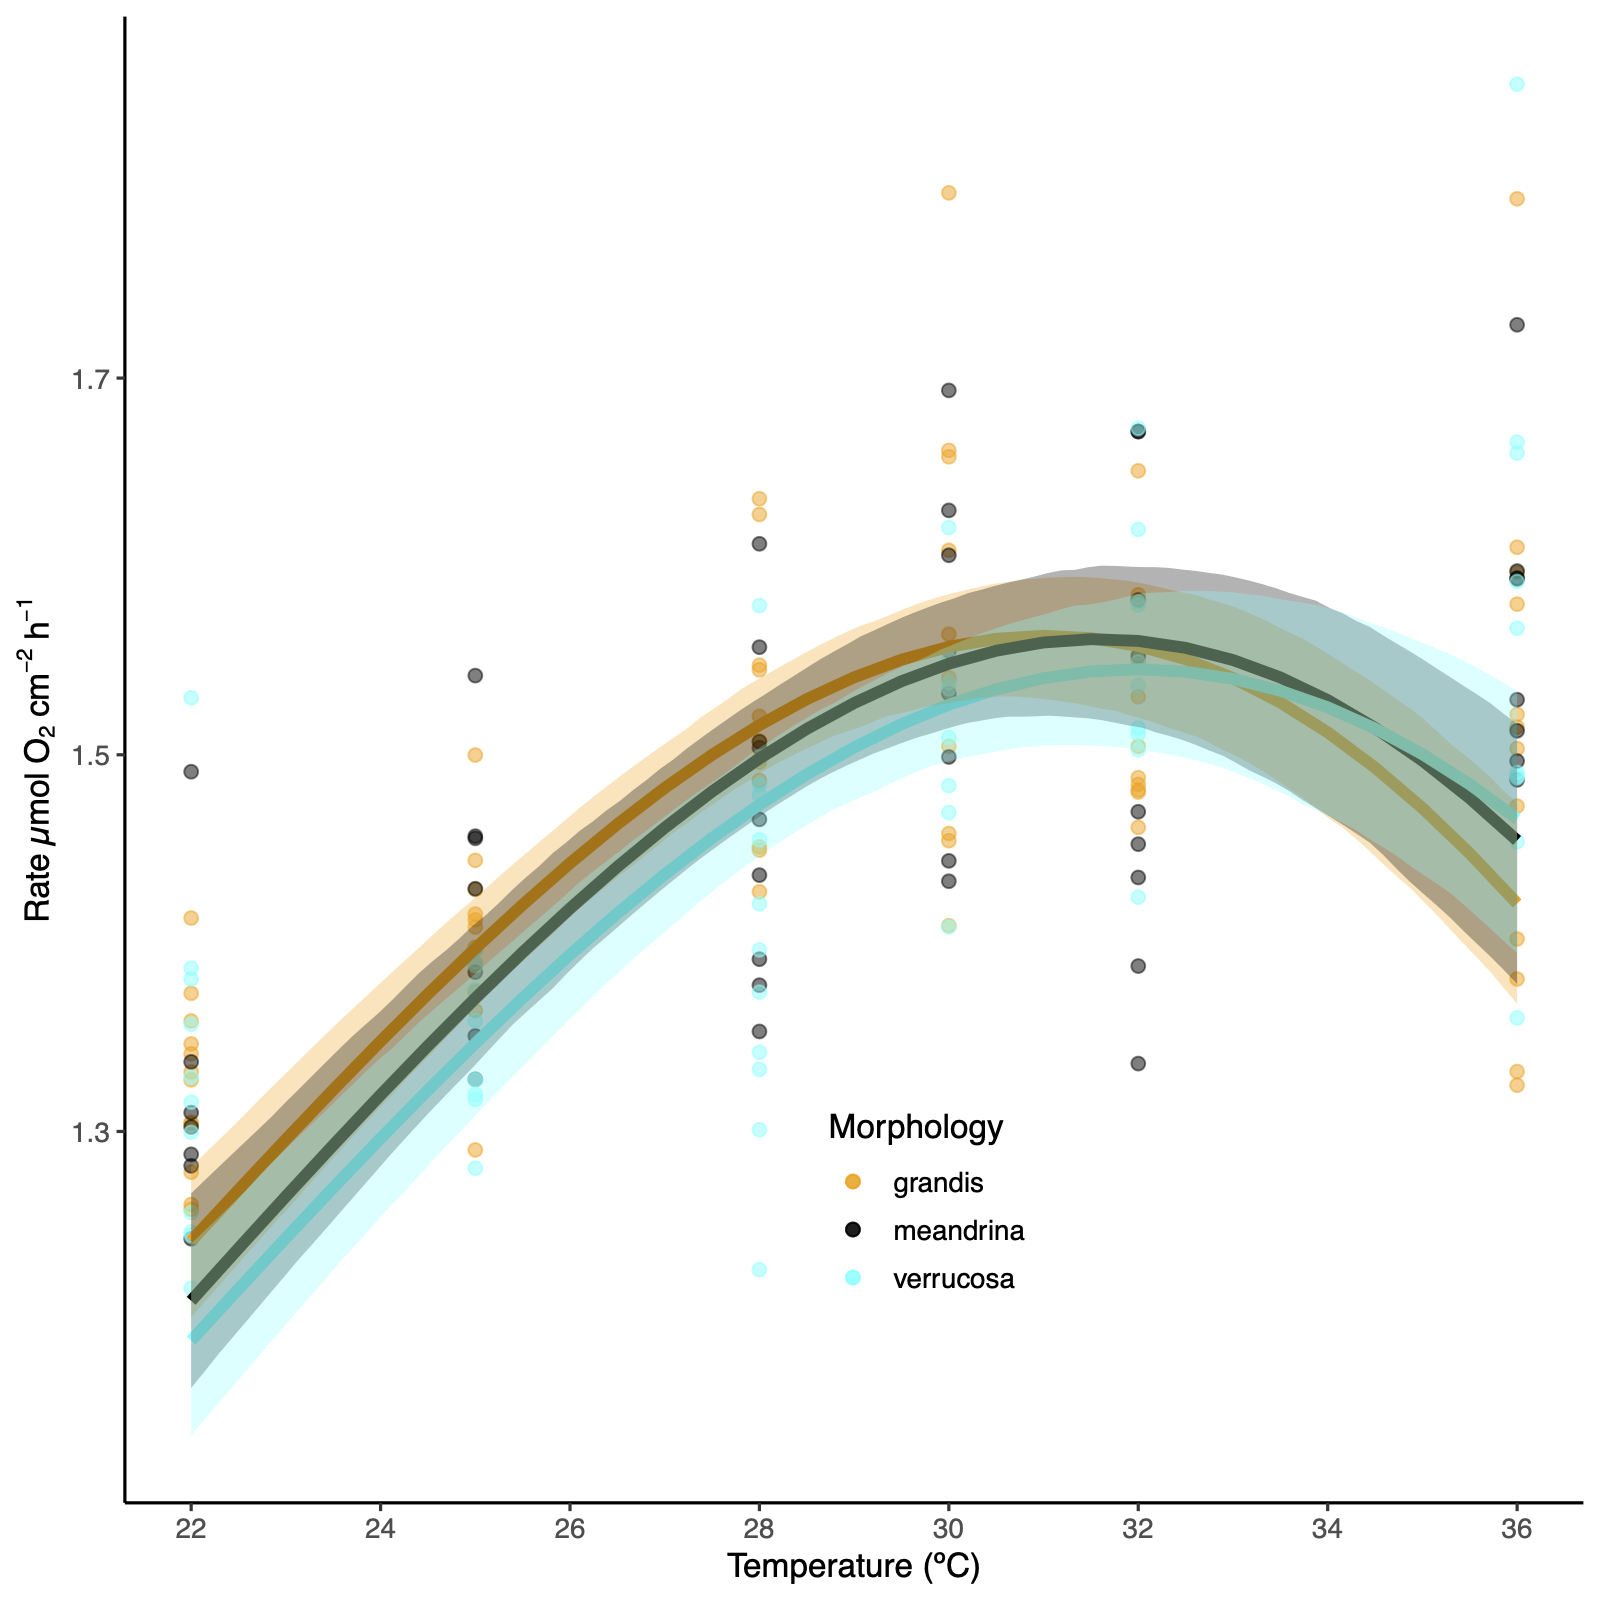 1.7
1.5
1.3
Rate µmol O₂ cm⁻² h⁻¹
Morphology
grandis
meandrina
verrucosa
22 24 26 28 30 32 34 36
Temperature (ºC)